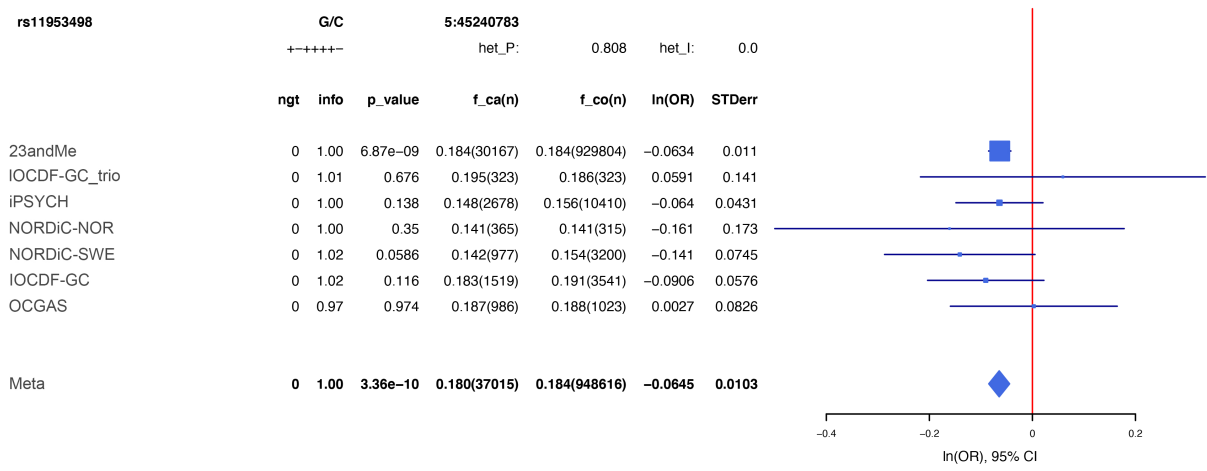 rs11953498 G/C 5:45240783
+−++++− het_P: 0.808 het_I: 0.0
ngt info p_value f_ca(n) f_co(n) ln(OR) STDerr
23andMe 0 1.00 6.87e−09 0.184(30167) 0.184(929804) −0.0634 0.011
IOCDF-GC_trio 0 1.01 0.676 0.195(323) 0.186(323) 0.0591 0.141
iPSYCH 0 1.00 0.138 0.148(2678) 0.156(10410) −0.064 0.0431
NORDiC-NOR 0 1.00 0.35 0.141(365) 0.141(315) −0.161 0.173
NORDiC-SWE 0 1.02 0.0586 0.142(977) 0.154(3200) −0.141 0.0745
IOCDF-GC 0 1.02 0.116 0.183(1519) 0.191(3541) −0.0906 0.0576
OCGAS 0 0.97 0.974 0.187(986) 0.188(1023) 0.0027 0.0826
Meta 0 1.00 3.36e−10 0.180(37015) 0.184(948616) −0.0645 0.0103
−0.4 −0.2 0 0.2
ln(OR), 95% CI